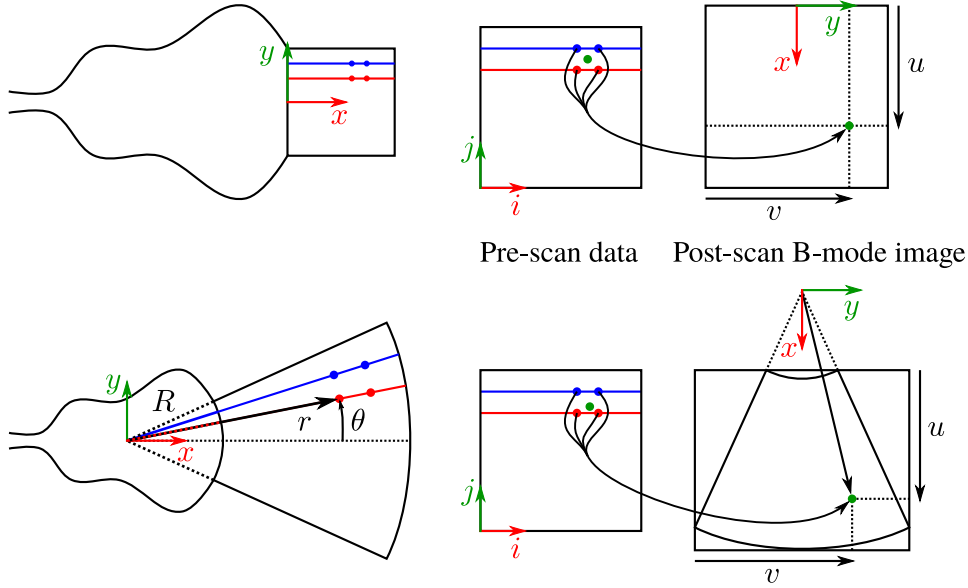 y
x
j
i
y
x
u
v
Pre-scan data
Post-scan B-mode image
y
R
r
θ
x
j
i
y
x
u
v